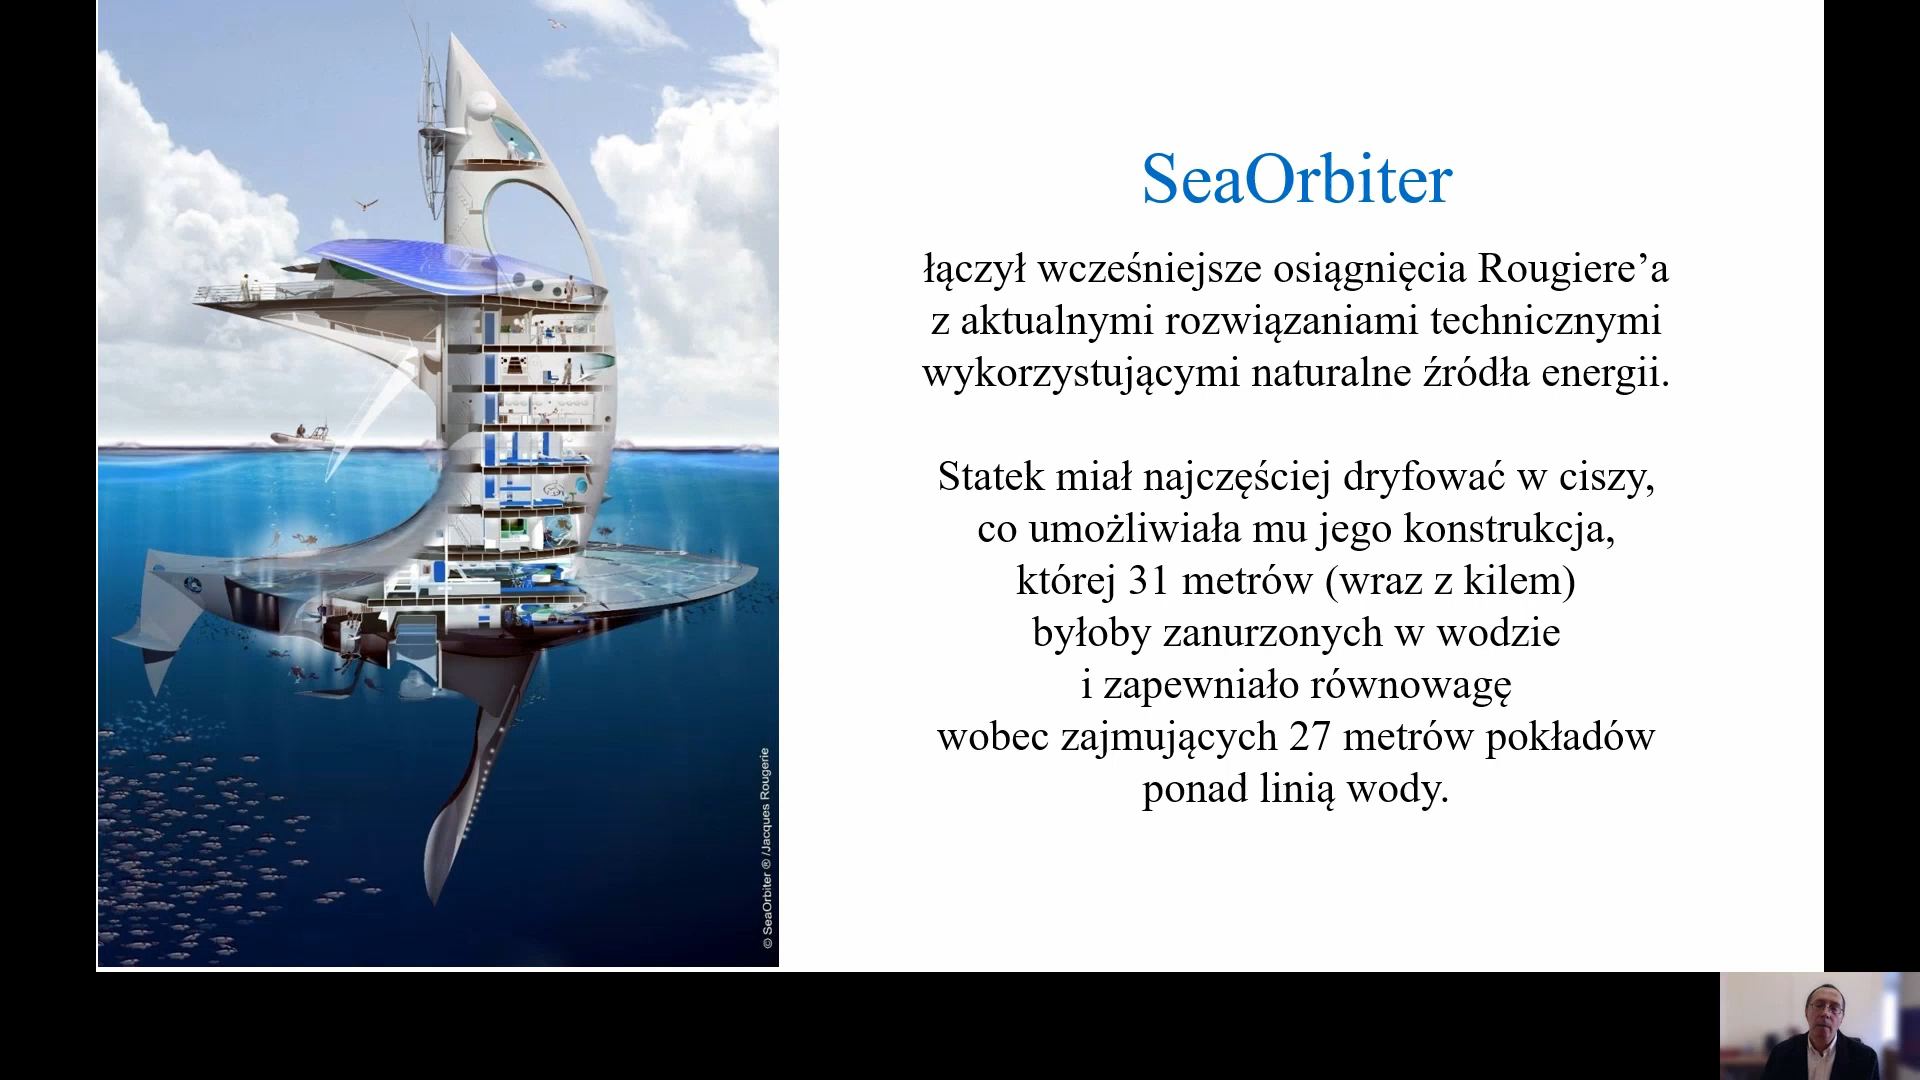 SeaOrbiter
łączył wcześniejsze osiągnięcia Rougiere’a
z aktualnymi rozwiązaniami technicznymi
wykorzystującymi naturalne źródła energii.
Statek miał najczęściej dryfować w ciszy,
co umożliwiała mu jego konstrukcja,
której 31 metrów (wraz z kilem)
byłoby zanurzonych w wodzie
i zapewniało równowagę
wobec zajmujących 27 metrów pokładów
ponad linią wody.
© SeaOrbiter ® /Jacques Rougerie